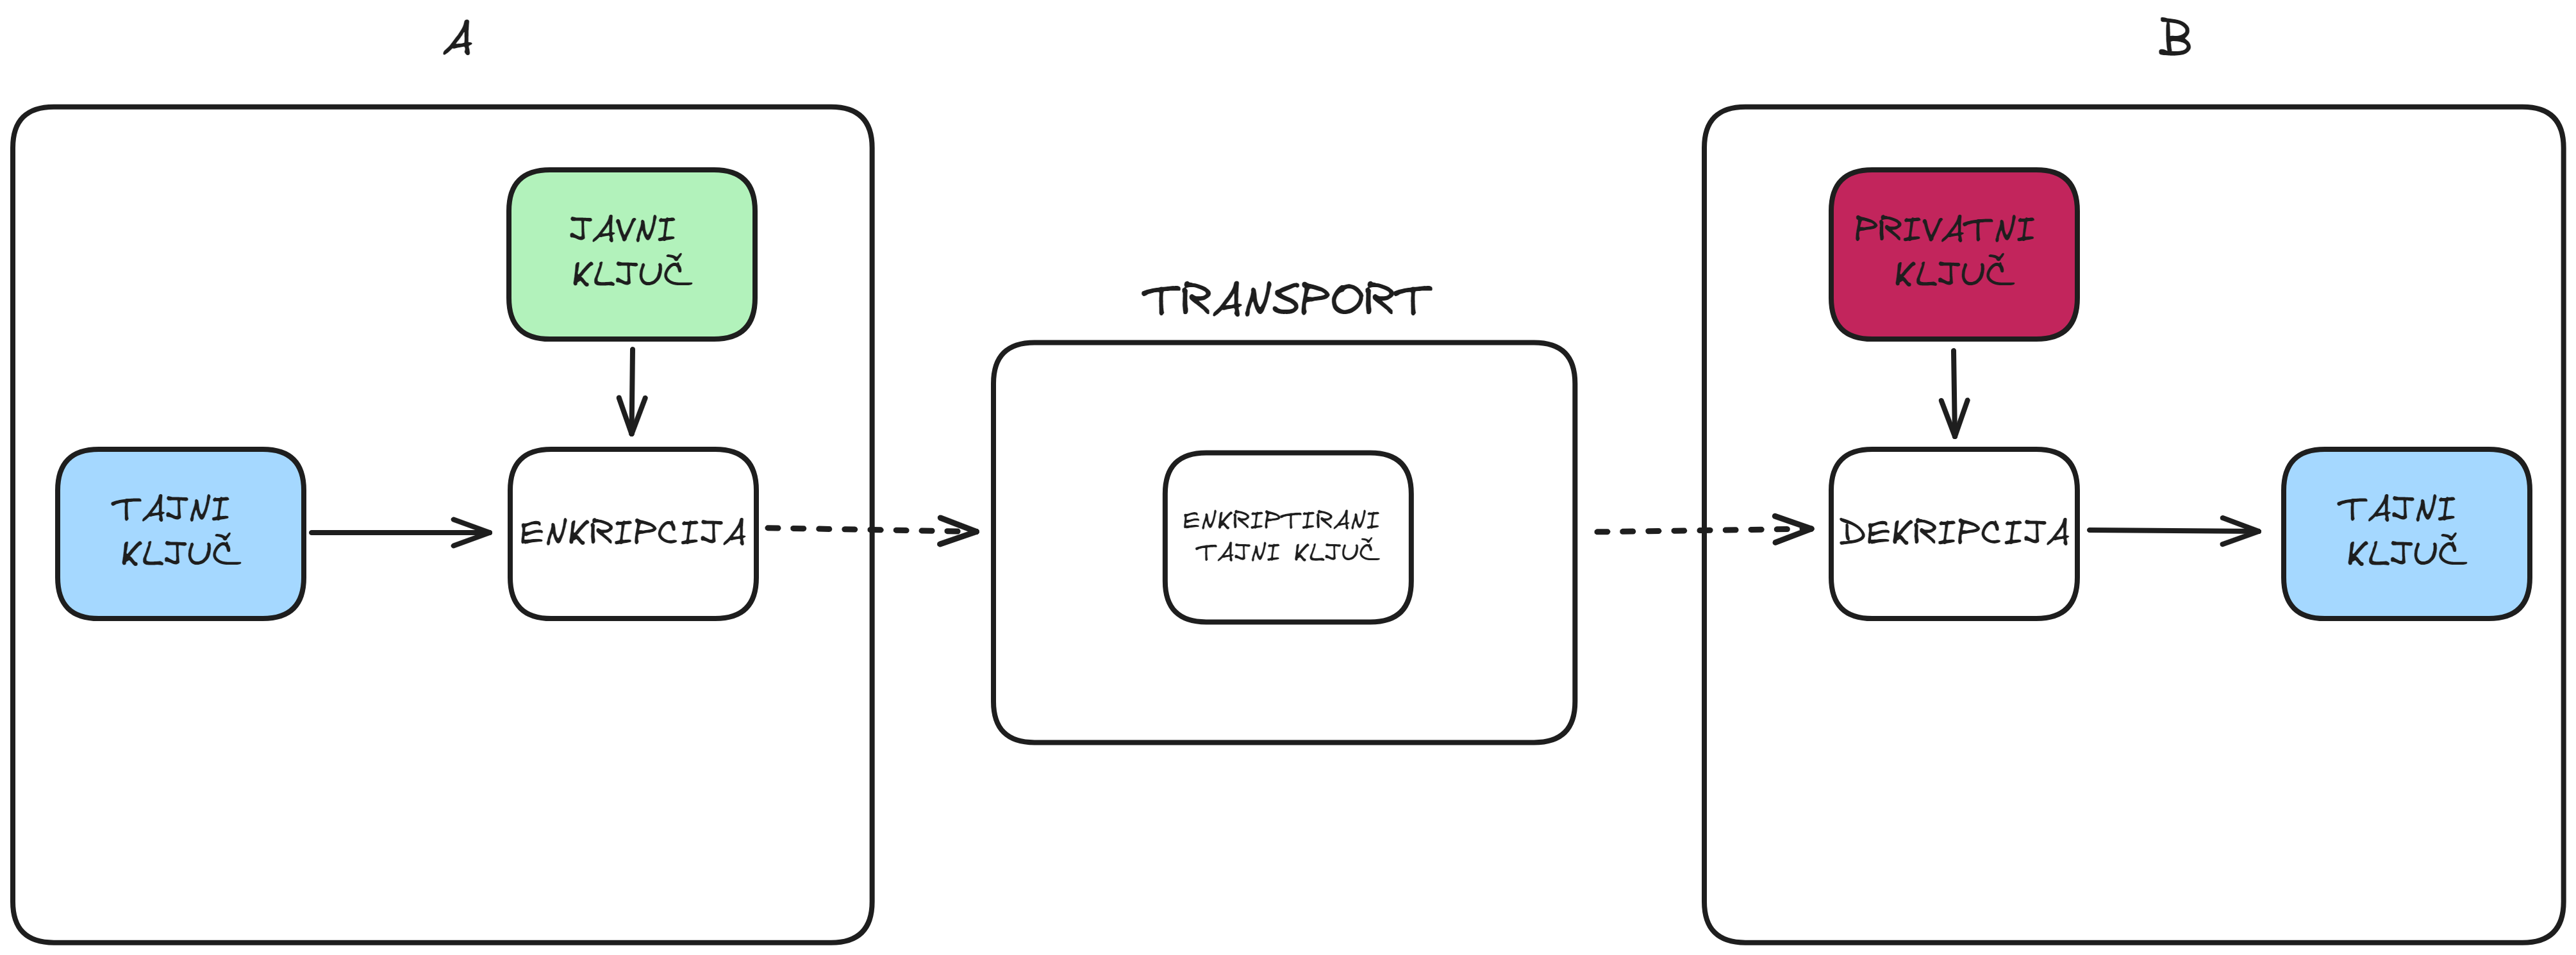 A
JAVNI
KLJUČ
TAJNI
KLJUČ
ENKRIPCIJA
TRANSPORT
ENKRIPTIRANI
TAJNI KLJUČ
B
PRIVATNI
KLJUČ
DEKRIPCIJA
TAJNI
KLJUČ